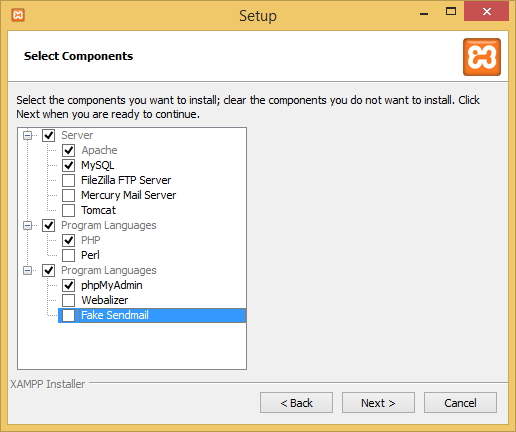 Setup
Select Components
Select the components you want to install; clear the components you do not want to install. Click
Next when you are ready to continue.
Server
Apache
MySQL
FileZilla FTP Server
Mercury Mail Server
Tomcat
Program Languages
PHP
Perl
Program Languages
phpMyAdmin
Webalizer
Fake Sendmail
XAMPP Installer
< Back
Next >
Cancel